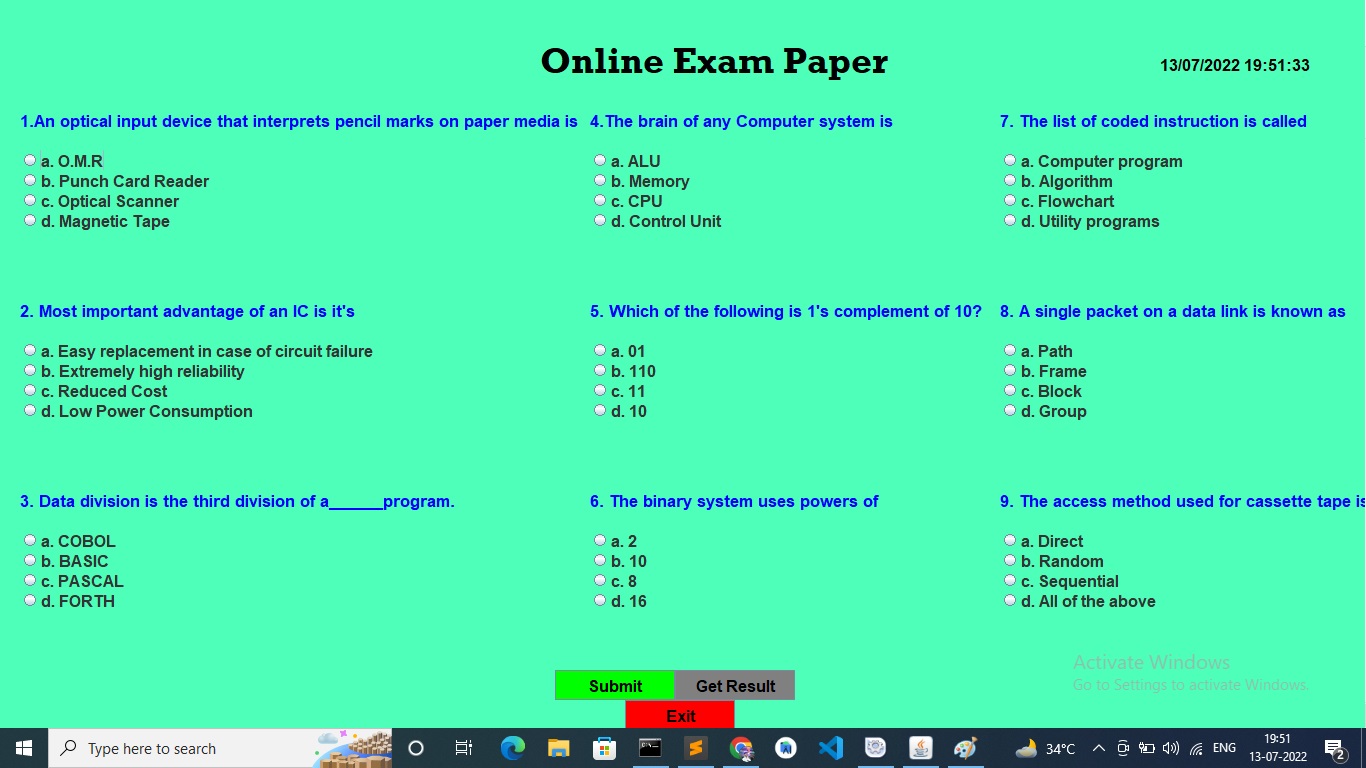 Online Exam Paper
13/07/2022 19:51:33
1.An optical input device that interprets pencil marks on paper media is
a. O.M.R
b. Punch Card Reader
c. Optical Scanner
d. Magnetic Tape
2. Most important advantage of an IC is it's
a. Easy replacement in case of circuit failure
b. Extremely high reliability
c. Reduced Cost
d. Low Power Consumption
3. Data division is the third division of a______program.
a. COBOL
b. BASIC
c. PASCAL
d. FORTH
4.The brain of any Computer system is
a. ALU
b. Memory
c. CPU
d. Control Unit
5. Which of the following is 1's complement of 10?
a. 01
b. 110
c. 11
d. 10
6. The binary system uses powers of
a. 2
b. 10
c. 8
d. 16
7. The list of coded instruction is called
a. Computer program
b. Algorithm
c. Flowchart
d. Utility programs
8. A single packet on a data link is known as
a. Path
b. Frame
c. Block
d. Group
9. The access method used for cassette tape is
a. Direct
b. Random
c. Sequential
d. All of the above
Submit
Get Result
Exit
Activate Windows
Go to Settings to activate Windows.
Type here to search
34°C
ENG
19:51
13-07-2022
2